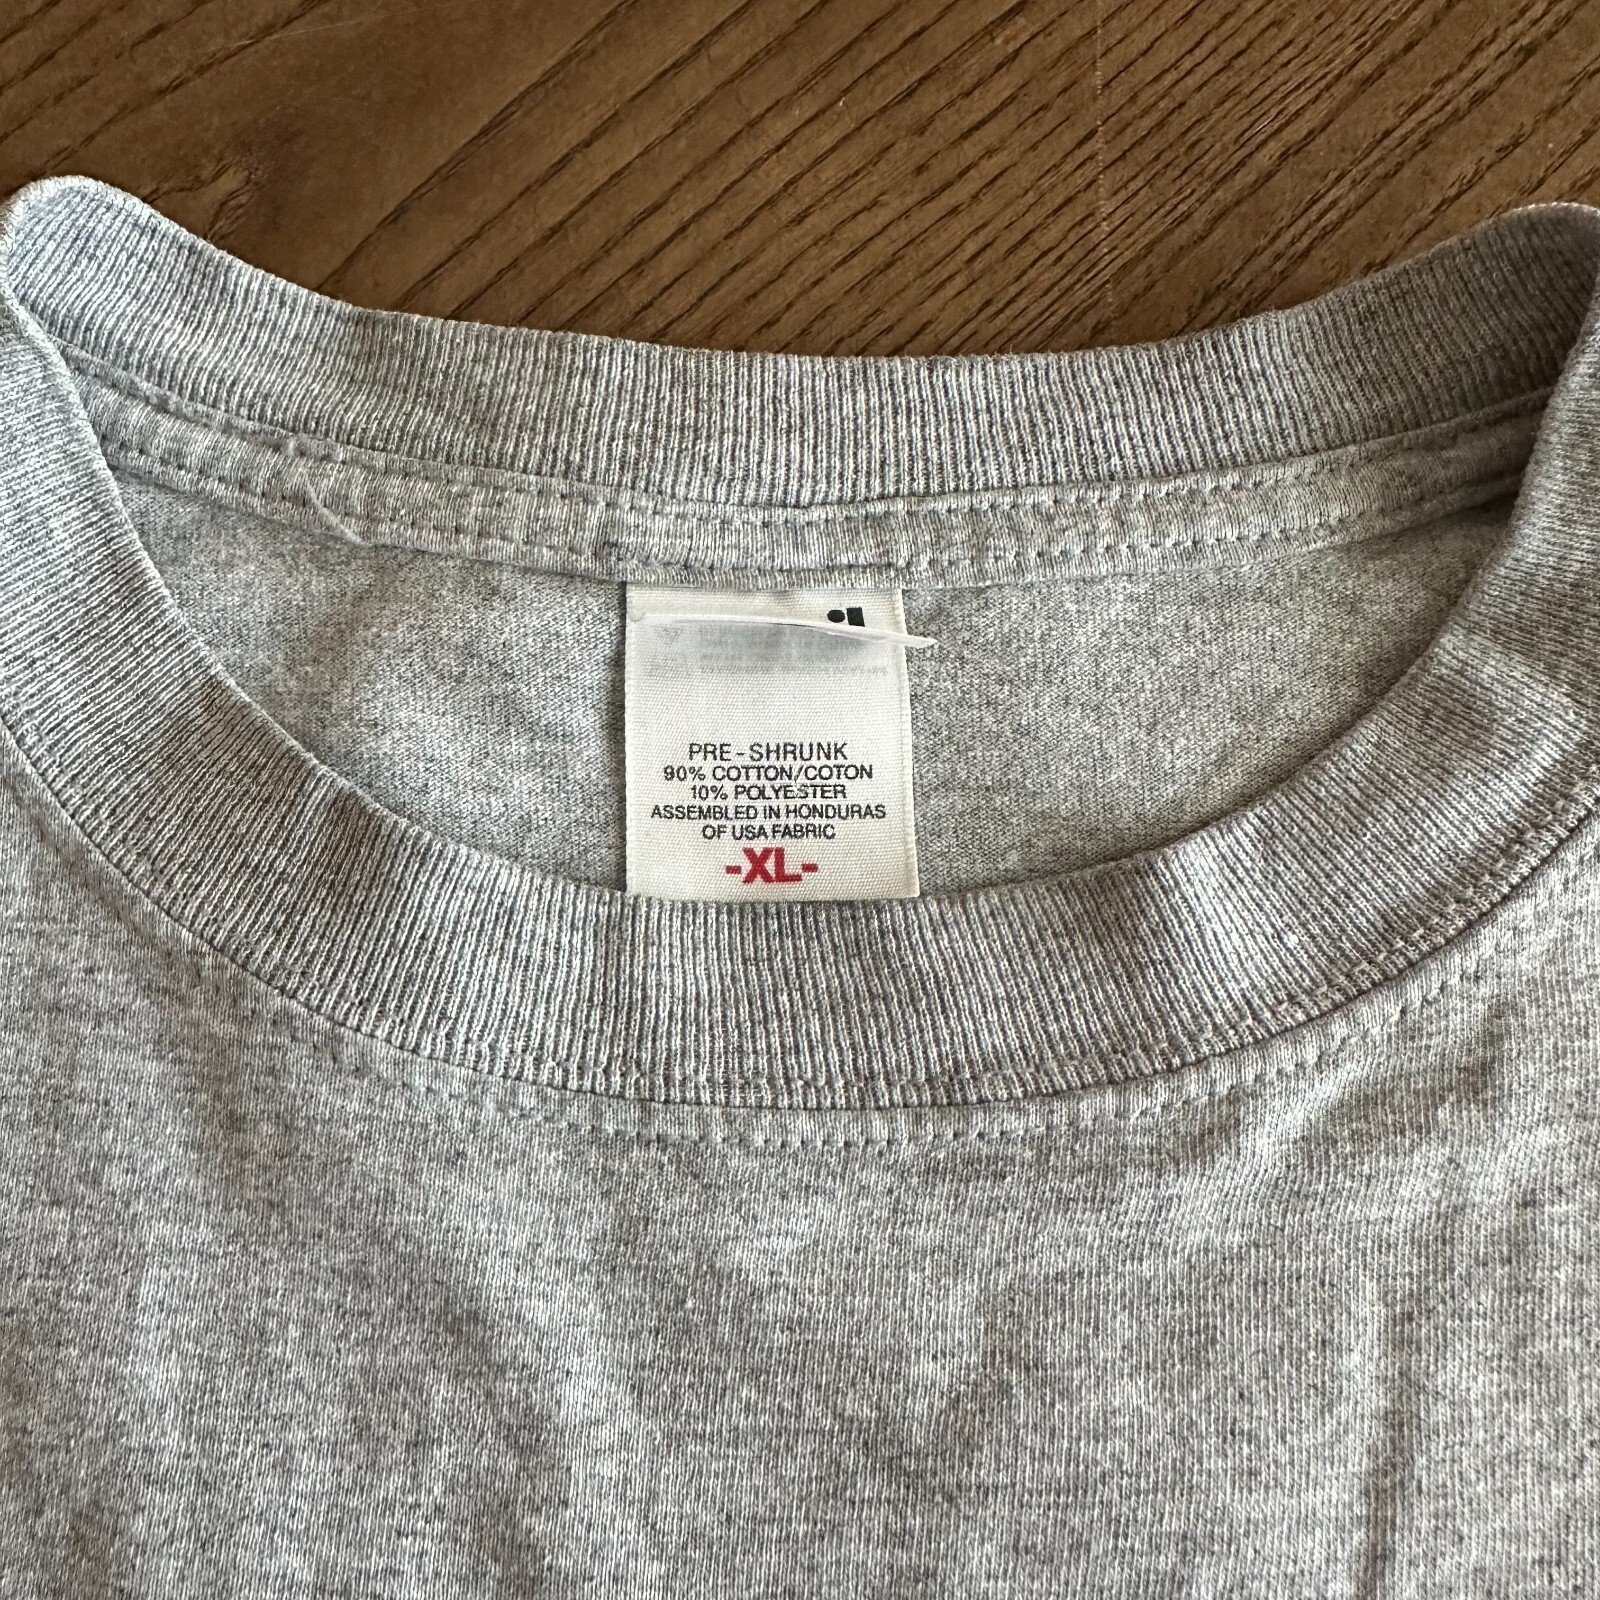 PRE-SHRUNK
90% COTTON/COTON
10% POLYESTER
ASSEMBLED IN HONDURAS
OF USA FABRIC
-XL-